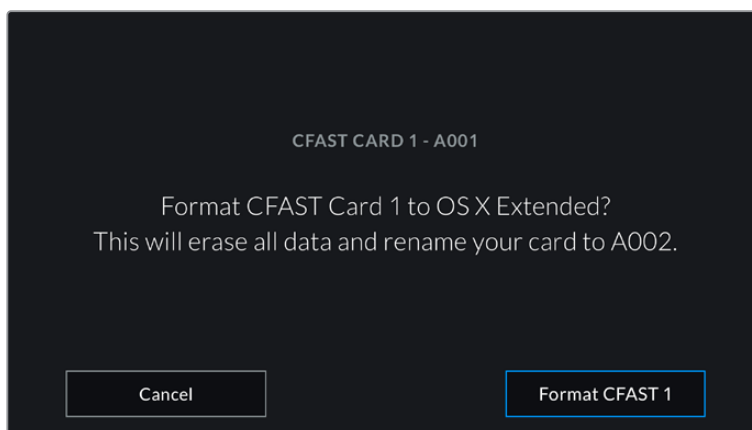 CFAST CARD 1 - A001
Format CFAST Card 1 to OS X Extended?
This will erase all data and rename your card to A002.
Cancel
Format CFAST 1